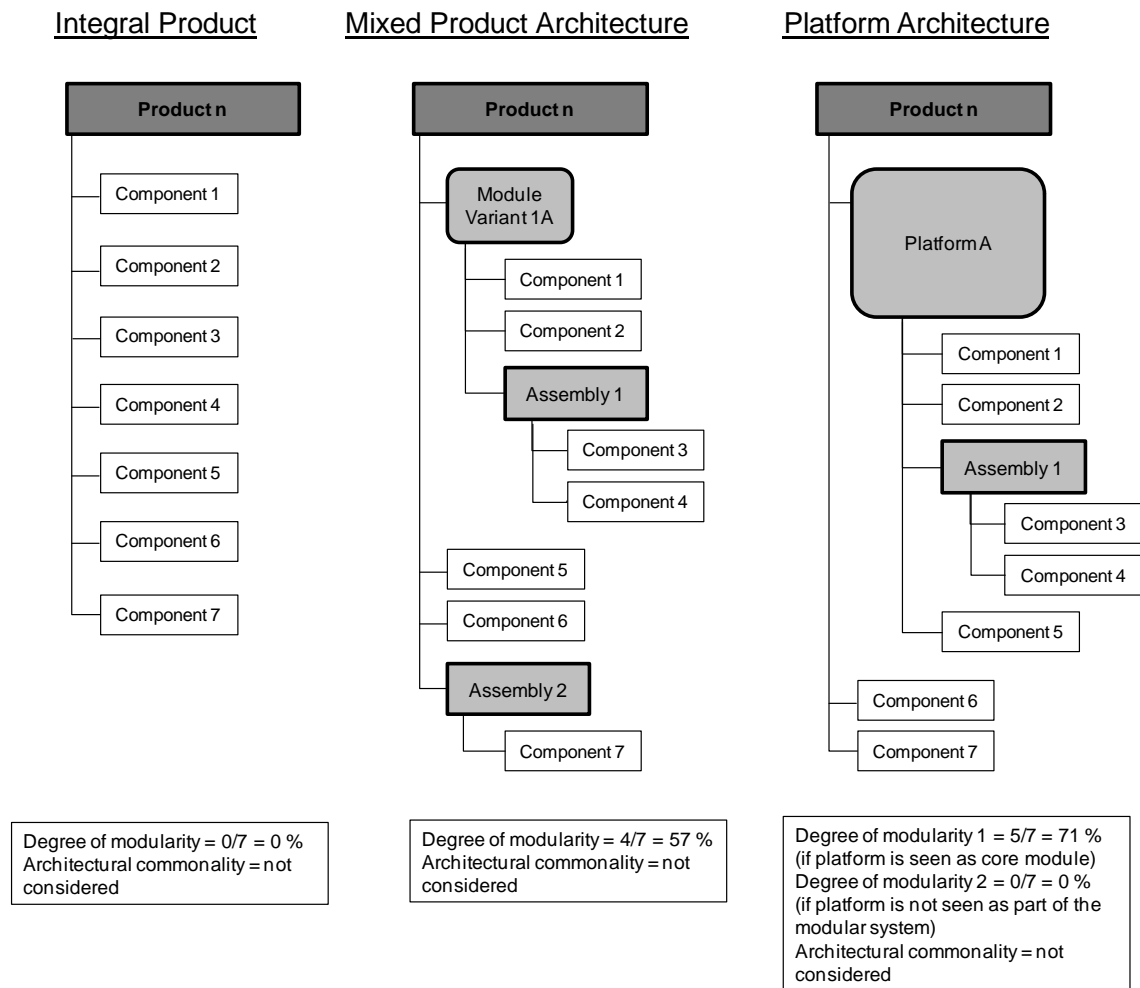 Integral Product
Product n
Component 1
Component 2
Component 3
Component 4
Component 5
Component 6
Component 7
Degree of modularity = 0/7 = 0 %
Architectural commonality = not
considered
Mixed Product Architecture
Product n
Module
Variant 1A
Component 1
Component 2
Assembly 1
Component 3
Component 4
Component 5
Component 6
Assembly 2
Component 7
Degree of modularity = 4/7 = 57 %
Architectural commonality = not
considered
Platform Architecture
Product n
Platform A
Component 1
Component 2
Assembly 1
Component 3
Component 4
Component 5
Component 6
Component 7
Degree of modularity 1 = 5/7 = 71 %
(if platform is seen as core module)
Degree of modularity 2 = 0/7 = 0 %
(if platform is not seen as part of the
modular system)
Architectural commonality = not
considered